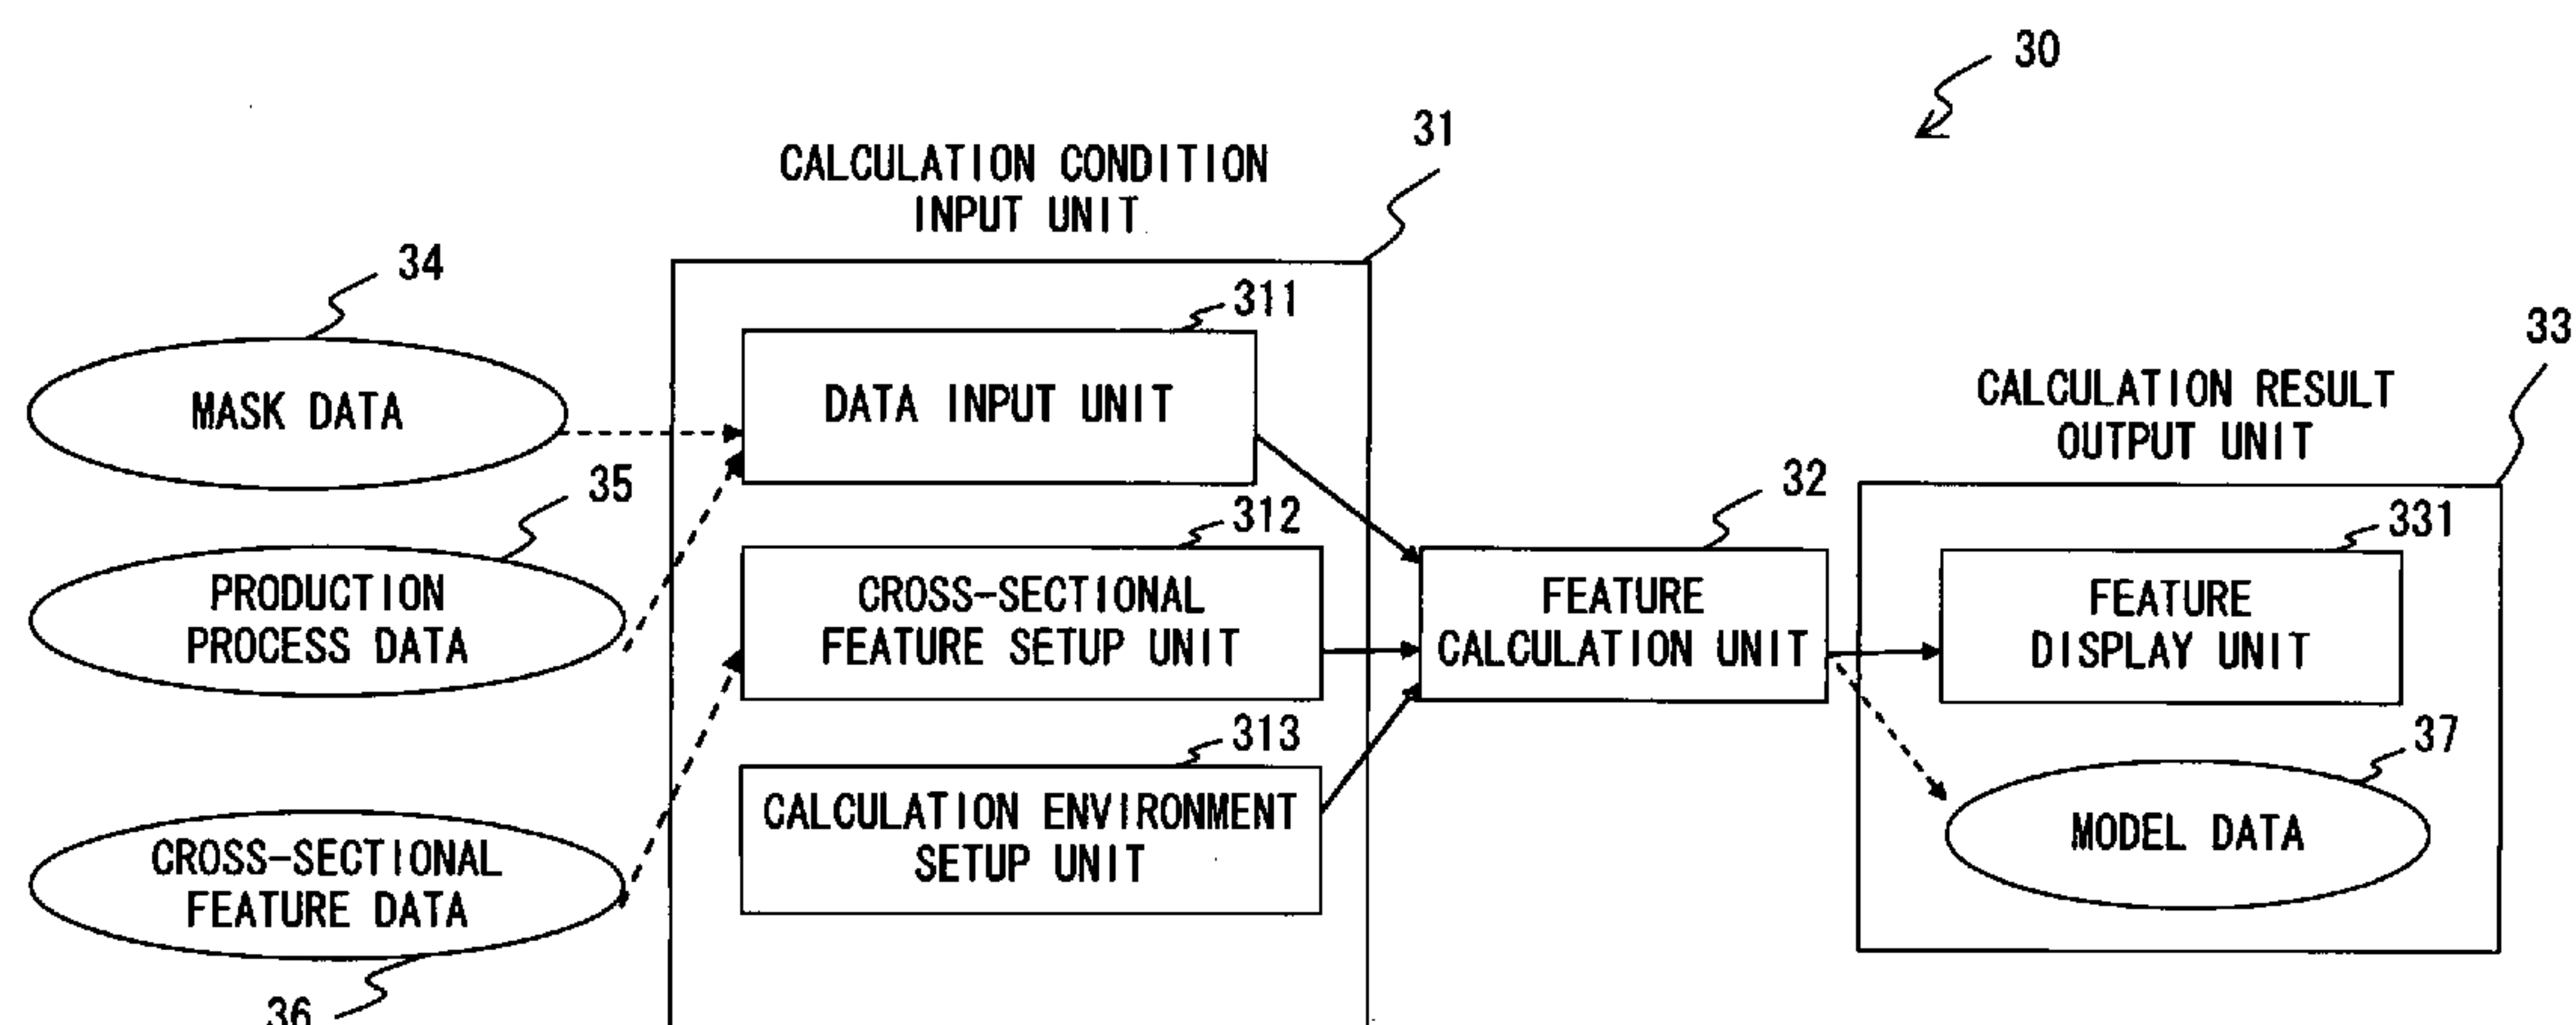 30
31
CALCULATION CONDITION
INPUT UNIT
34
311
33
MASK DATA
DATA INPUT UNIT
CALCULATION RESULT
OUTPUT UNIT
35
312
32
331
PRODUCTION
PROCESS DATA
CROSS-SECTIONAL
FEATURE SETUP UNIT
FEATURE
CALCULATION UNIT
FEATURE
DISPLAY UNIT
313
37
CROSS-SECTIONAL
FEATURE DATA
CALCULATION ENVIRONMENT
SETUP UNIT
MODEL DATA
36